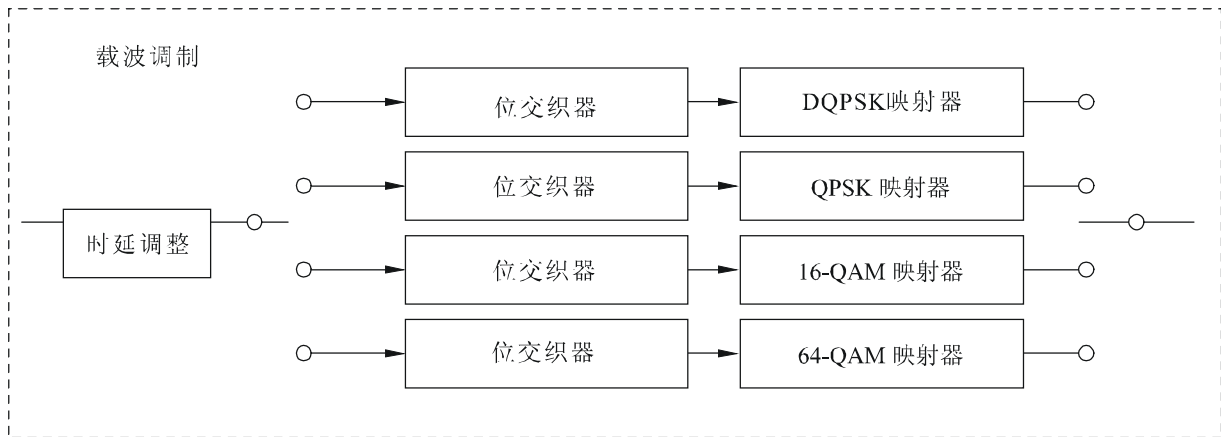 载波调制
位交织器
DQPSK映射器
位交织器
QPSK 映射器
时延调整
位交织器
16-QAM 映射器
位交织器
64-QAM 映射器